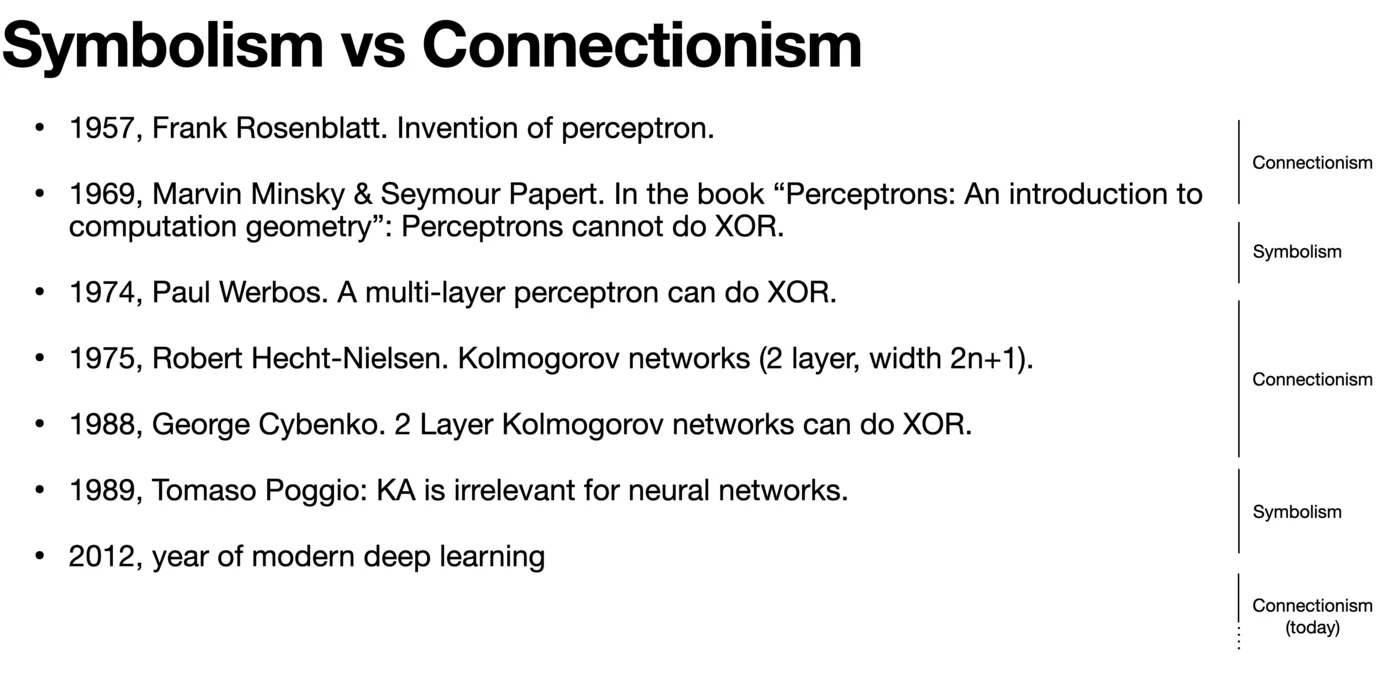 Symbolism vs Connectionism
• 1957, Frank Rosenblatt. Invention of perceptron.
Connectionism
• 1969, Marvin Minsky & Seymour Papert. In the book “Perceptrons: An introduction to
computation geometry”: Perceptrons cannot do XOR.
Symbolism
• 1974, Paul Werbos. A multi-layer perceptron can do XOR.
• 1975, Robert Hecht-Nielsen. Kolmogorov networks (2 layer, width 2n+1).
Connectionism
• 1988, George Cybenko. 2 Layer Kolmogorov networks can do XOR.
• 1989, Tomaso Poggio: KA is irrelevant for neural networks.
Symbolism
• 2012, year of modern deep learning
Connectionism
(today)